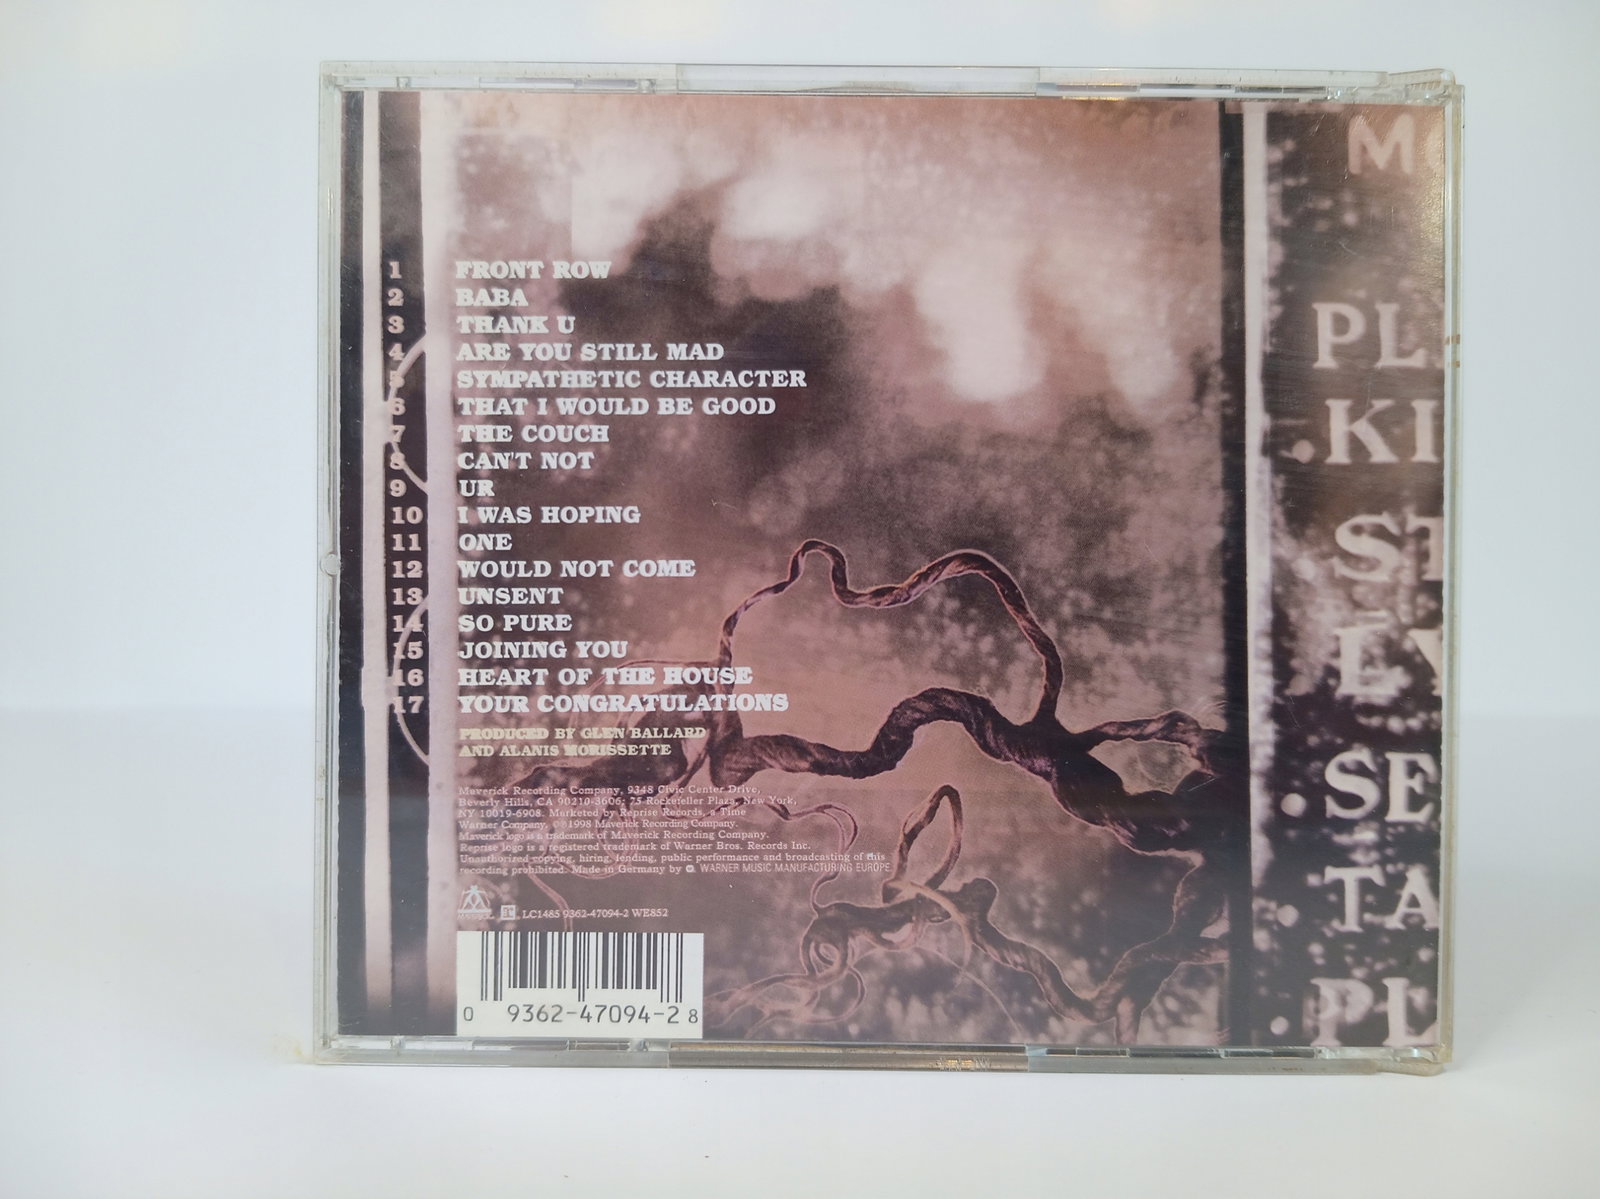 1 FRONT ROW
2 BABA
3 THANK U
4 ARE YOU STILL MAD
5 SYMPATHETIC CHARACTER
6 THAT I WOULD BE GOOD
7 THE COUCH
8 CAN'T NOT
9 UR
10 I WAS HOPING
11 ONE
12 WOULD NOT COME
13 UNSENT
14 SO PURE
15 JOINING YOU
16 HEART OF THE HOUSE
17 YOUR CONGRATULATIONS
PRODUCED BY GLEN BALLARD
AND ALANIS MORISSETTE
Maverick Recording Company, 9348 Civic Center Drive,
Beverly Hills, CA 90210-3606; 75 Rockefeller Plaza, New York,
NY 10019-6908. Marketed by Reprise Records, a Time
Warner Company. ©℗1998 Maverick Recording Company.
Maverick logo is a trademark of Maverick Recording Company.
Reprise logo is a registered trademark of Warner Bros. Records Inc.
Unauthorized copying, hiring, lending, public performance and broadcasting of this
recording prohibited. Made in Germany by WARNER MUSIC MANUFACTURING EUROPE
LC1485 9362-47094-2 WE852
0 9362-47094-2 8
M
PL
.KI
ST
SE
TA
PL